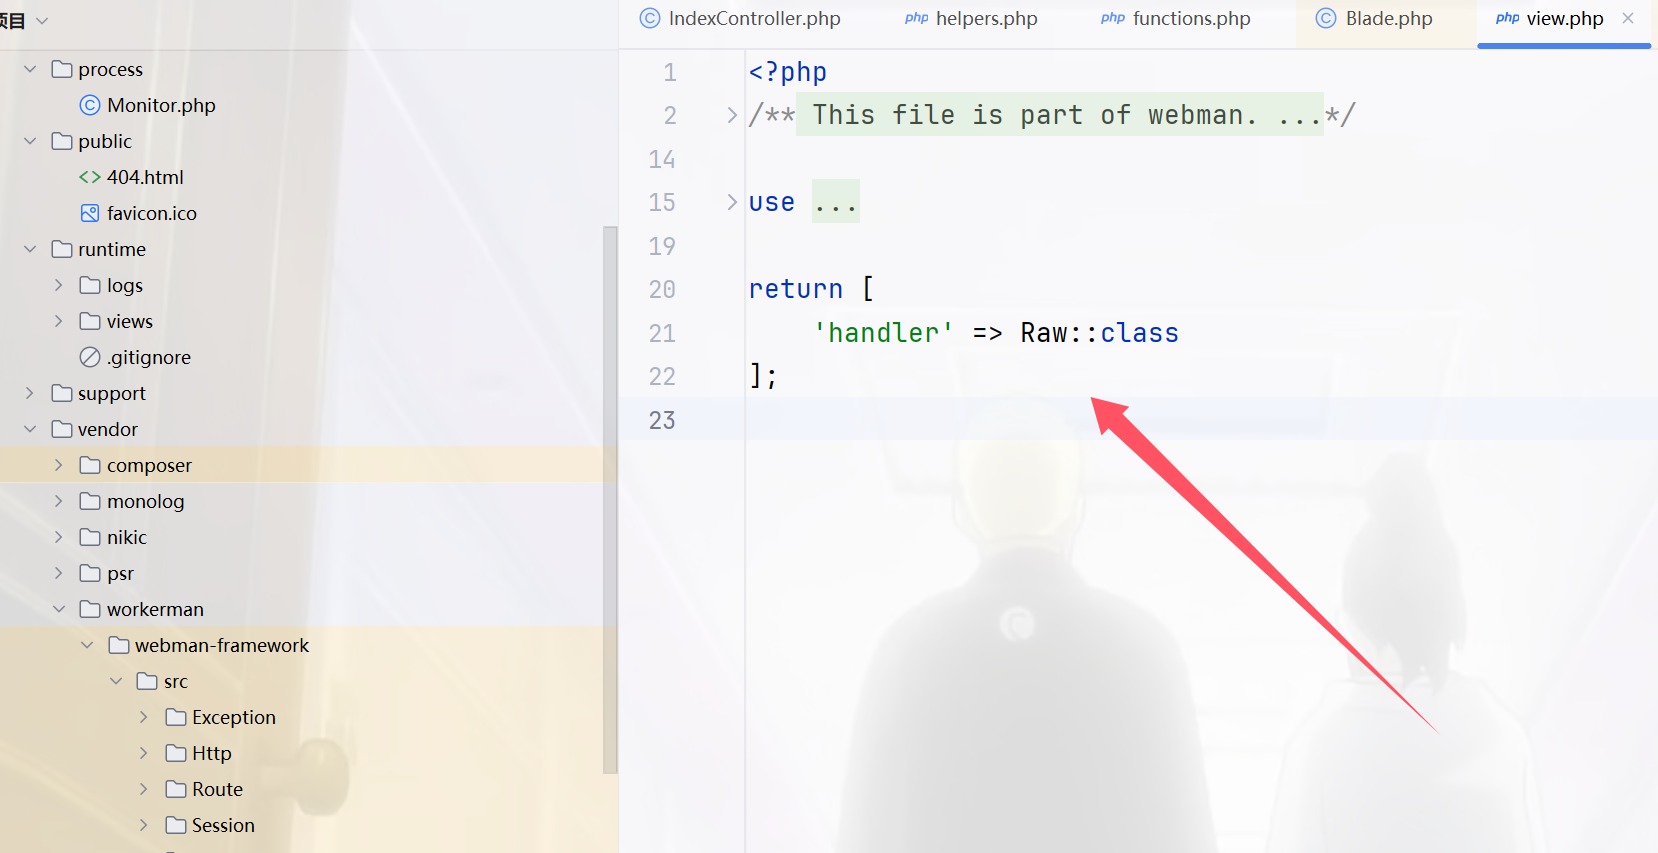 项目
process
Monitor.php
public
404.html
favicon.ico
runtime
logs
views
.gitignore
support
vendor
composer
monolog
nikic
psr
workerman
webman-framework
src
Exception
Http
Route
Session
IndexController.php
php helpers.php
php functions.php
Blade.php
php view.php
1 <?php
2 /** This file is part of webman. ...*/
14
15 use ...
19
20 return [
21 'handler' => Raw::class
22 ];
23